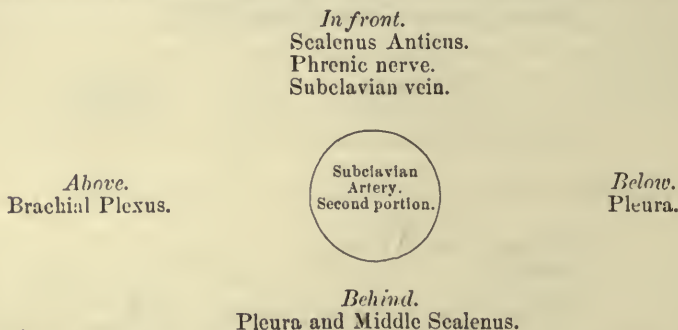 In front.
Scalenus Anticus.
Phrenic nerve.
Subclavian vein.
Above.
Brachial Plexus.
Subclavian
Artery.
Second portion.
Below.
Pleura.
Behind.
Pleura and Middle Scalenus.